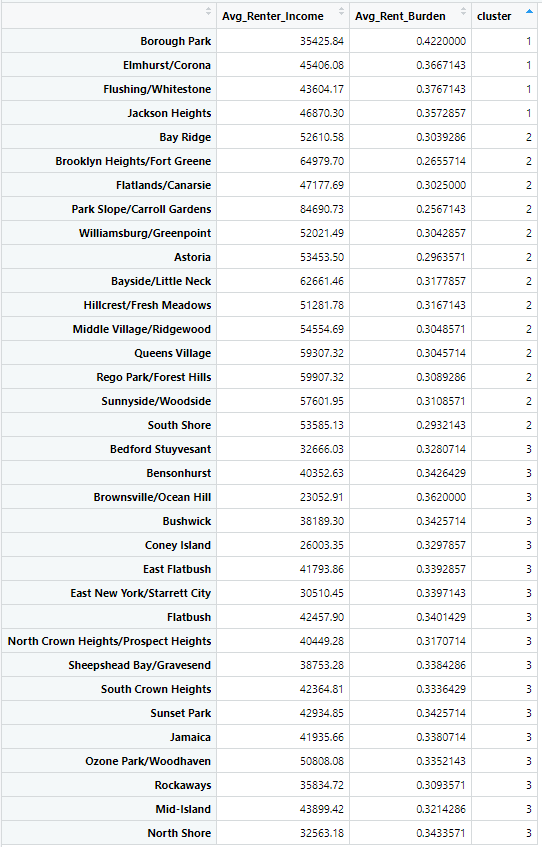 Avg_Renter_Income Avg_Rent_Burden cluster
Borough Park 35425.84 0.4220000 1
Elmhurst/Corona 45406.08 0.3667143 1
Flushing/Whitestone 43604.17 0.3767143 1
Jackson Heights 46870.30 0.3572857 1
Bay Ridge 52610.58 0.3039286 2
Brooklyn Heights/Fort Greene 64979.70 0.2655714 2
Flatlands/Canarsie 47177.69 0.3025000 2
Park Slope/Carroll Gardens 84690.73 0.2567143 2
Williamsburg/Greenpoint 52021.49 0.3042857 2
Astoria 53453.50 0.2963571 2
Bayside/Little Neck 62661.46 0.3177857 2
Hillcrest/Fresh Meadows 51281.78 0.3167143 2
Middle Village/Ridgewood 54554.69 0.3048571 2
Queens Village 59307.32 0.3045714 2
Rego Park/Forest Hills 59907.32 0.3089286 2
Sunnyside/Woodside 57601.95 0.3108571 2
South Shore 53585.13 0.2932143 2
Bedford Stuyvesant 32666.03 0.3280714 3
Bensonhurst 40352.63 0.3426429 3
Brownsville/Ocean Hill 23052.91 0.3620000 3
Bushwick 38189.30 0.3425714 3
Coney Island 26003.35 0.3297857 3
East Flatbush 41793.86 0.3392857 3
East New York/Starrett City 30510.45 0.3397143 3
Flatbush 42457.90 0.3401429 3
North Crown Heights/Prospect Heights 40449.28 0.3170714 3
Sheepshead Bay/Gravesend 38753.28 0.3384286 3
South Crown Heights 42364.81 0.3336429 3
Sunset Park 42934.85 0.3425714 3
Jamaica 41935.66 0.3380714 3
Ozone Park/Woodhaven 50808.08 0.3352143 3
Rockaways 35834.72 0.3093571 3
Mid-Island 43899.42 0.3214286 3
North Shore 32563.18 0.3433571 3